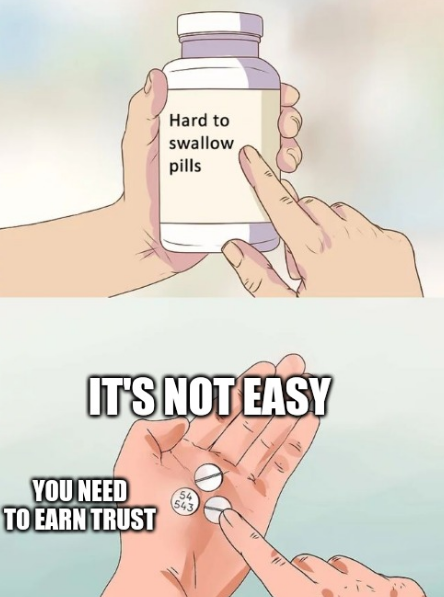 Hard to
swallow
pills
IT'S NOT EASY
YOU NEED
TO EARN TRUST
54
543